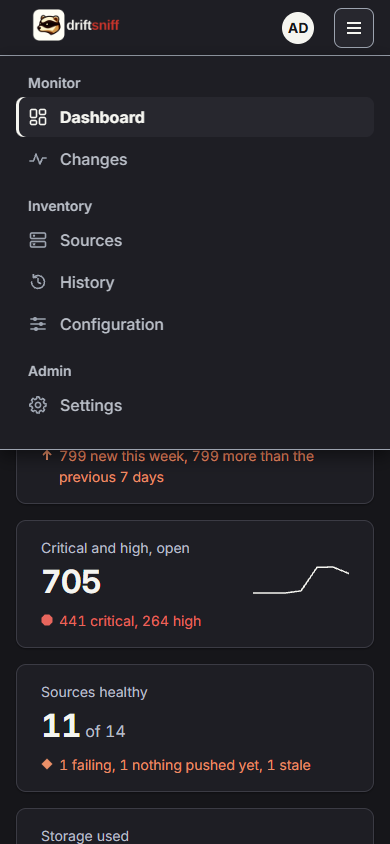 driftsniff
AD
Monitor
Dashboard
Changes
Inventory
Sources
History
Configuration
Admin
Settings
799 new this week, 799 more than the
previous 7 days
Critical and high, open
705
441 critical, 264 high
Sources healthy
11 of 14
1 failing, 1 nothing pushed yet, 1 stale
Storage used